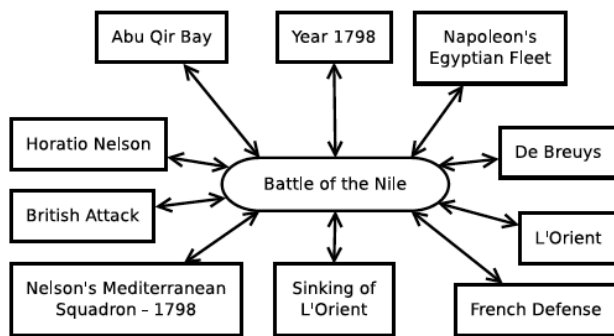 Abu Qir Bay
Year 1798
Napoleon's
Egyptian Fleet
Horatio Nelson
De Breuys
Battle of the Nile
British Attack
L'Orient
Nelson's Mediterranean
Squadron - 1798
Sinking of
L'Orient
French Defense